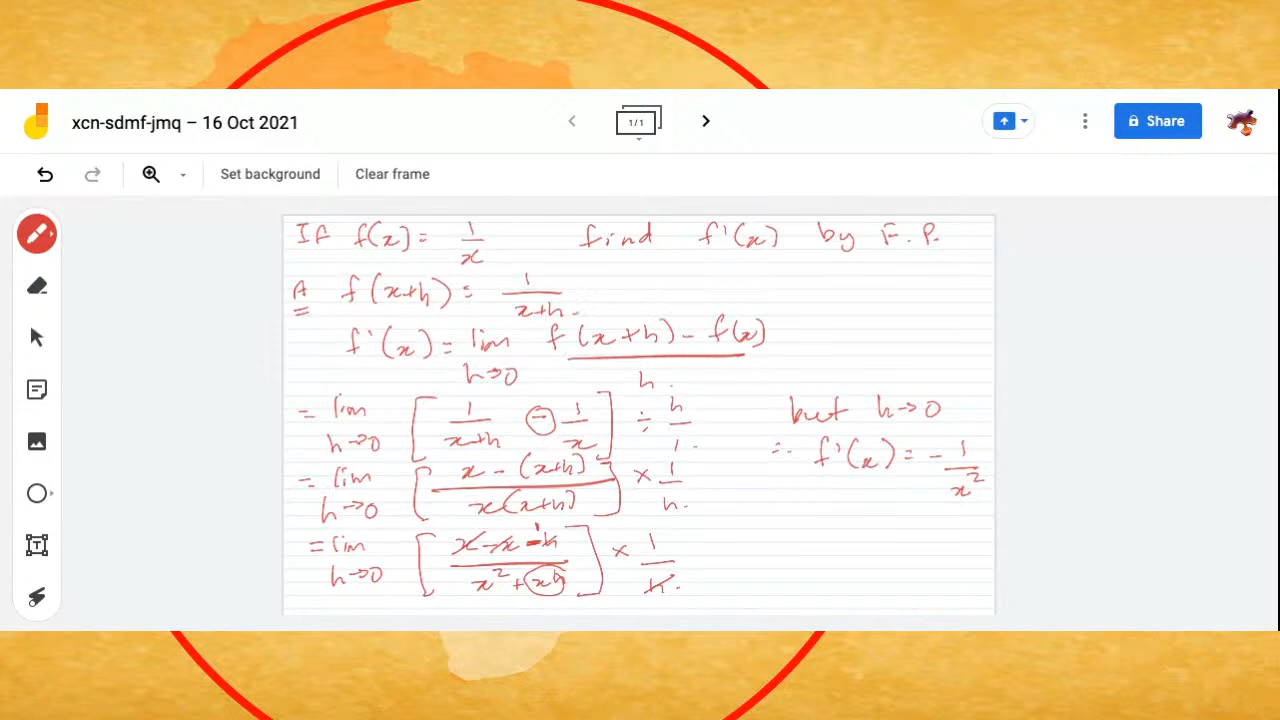 xcn-sdmf-jmq – 16 Oct 2021
1/1
Share
Set background
Clear frame
If f(x) = 1/x find f'(x) by F.P.
A f(x+h) = 1/x+h.
f'(x) = lim h→0 f(x+h) - f(x) / h.
= lim h→0 [ 1/x+h - 1/x ] ÷ h/1.
= lim h→0 [ x - (x+h) / x(x+h) ] × 1/h.
= lim h→0 [ x - x - h / x² + xh ] × 1/h.
1
but h→0
∴ f'(x) = - 1/x²
T